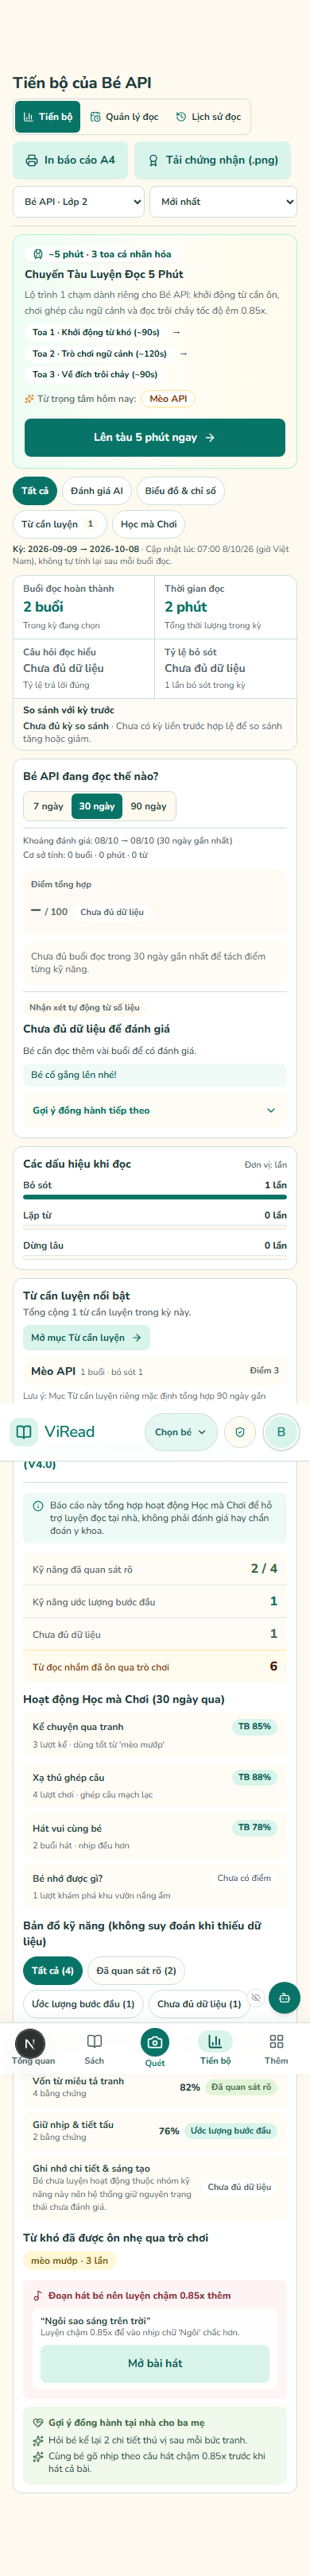 Tiến bộ của Bé API
Tiến bộ
Quản lý đọc
Lịch sử đọc
In báo cáo A4
Tải chứng nhận (.png)
Bé API · Lớp 2
Mới nhất
~5 phút · 3 toa cá nhân hóa
Chuyến Tàu Luyện Đọc 5 Phút
Lộ trình 1 chạm dành riêng cho Bé API: khởi động từ cần ôn,
chơi ghép câu ngữ cảnh và đọc trôi chảy tốc độ êm 0.85x.
Toa 1 · Khởi động từ khó (~90s) →
Toa 2 · Trò chơi ngữ cảnh (~120s) →
Toa 3 · Về đích trôi chảy (~90s)
Từ trọng tâm hôm nay: Mèo API
Lên tàu 5 phút ngay →
Tất cả
Đánh giá AI
Biểu đồ & chỉ số
Từ cần luyện 1
Học mà Chơi
Kỳ: 2026-09-09 → 2026-10-08 · Cập nhật lúc 07:00 8/10/26 (giờ Việt
Nam), không tự tính lại sau mỗi buổi đọc.
Buổi đọc hoàn thành
2 buổi
Trong kỳ đang chọn
Thời gian đọc
2 phút
Tổng thời lượng trong kỳ
Câu hỏi đọc hiểu
Chưa đủ dữ liệu
Tỷ lệ trả lời đúng
Tỷ lệ bỏ sót
Chưa đủ dữ liệu
1 lần bỏ sót trong kỳ
So sánh với kỳ trước
Chưa đủ kỳ so sánh · Chưa có kỳ liền trước hợp lệ để so sánh
tăng hoặc giảm.
Bé API đang đọc thế nào?
7 ngày
30 ngày
90 ngày
Khoảng đánh giá: 08/10 → 08/10 (30 ngày gần nhất)
Cơ sở tính: 0 buổi · 0 phút · 0 từ
Điểm tổng hợp
— / 100 Chưa đủ dữ liệu
Chưa đủ buổi đọc trong 30 ngày gần nhất để tách điểm
từng kỹ năng.
Nhận xét tự động từ số liệu
Chưa đủ dữ liệu để đánh giá
Bé cần đọc thêm vài buổi để có đánh giá.
Bé cố gắng lên nhé!
Gợi ý đồng hành tiếp theo
Các dấu hiệu khi đọc
Đơn vị: lần
Bỏ sót 1 lần
Lặp từ 0 lần
Dừng lâu 0 lần
Từ cần luyện nổi bật
Tổng cộng 1 từ cần luyện trong kỳ này.
Mở mục Từ cần luyện →
Mèo API 1 buổi · bỏ sót 1 Điểm 3
Lưu ý: Mục Từ cần luyện riêng mặc định tổng hợp 90 ngày gần
ViRead
Chọn bé
B
(V4.0)
Báo cáo này tổng hợp hoạt động Học mà Chơi để hỗ
trợ luyện đọc tại nhà, không phải đánh giá hay chẩn
đoán y khoa.
Kỹ năng đã quan sát rõ 2 / 4
Kỹ năng ước lượng bước đầu 1
Chưa đủ dữ liệu 1
Từ đọc nhầm đã ôn qua trò chơi 6
Hoạt động Học mà Chơi (30 ngày qua)
Kể chuyện qua tranh TB 85%
3 lượt kể · dùng tốt từ 'mèo mướp'
Xạ thủ ghép câu TB 88%
4 lượt chơi · ghép câu mạch lạc
Hát vui cùng bé TB 78%
2 buổi hát · nhịp đều hơn
Bé nhớ được gì? Chưa có điểm
1 lượt khám phá khu vườn nắng ấm
Bản đồ kỹ năng (không suy đoán khi thiếu dữ
liệu)
Tất cả (4)
Đã quan sát rõ (2)
Ước lượng bước đầu (1)
Chưa đủ dữ liệu (1)
N
Tổng quan
Sách
Quét
Tiến bộ
Thêm
Vốn từ miêu tả tranh 82% Đã quan sát rõ
4 bằng chứng
Giữ nhịp & tiết tấu 76% Ước lượng bước đầu
2 bằng chứng
Ghi nhớ chi tiết & sáng tạo
Bé chưa luyện hoạt động thuộc nhóm kỹ
năng này nên hệ thống giữ nguyên trạng
thái chưa đánh giá.
Chưa đủ dữ liệu
Từ khó đã được ôn nhẹ qua trò chơi
mèo mướp · 3 lần
Đoạn hát bé nên luyện chậm 0.85x thêm
“Ngôi sao sáng trên trời”
Luyện chậm 0.85x để vào nhịp chữ 'Ngôi' chắc hơn.
Mở bài hát
Gợi ý đồng hành tại nhà cho ba mẹ
Hỏi bé kể lại 2 chi tiết thú vị sau mỗi bức tranh.
Cùng bé gõ nhịp theo câu hát chậm 0.85x trước khi
hát cả bài.